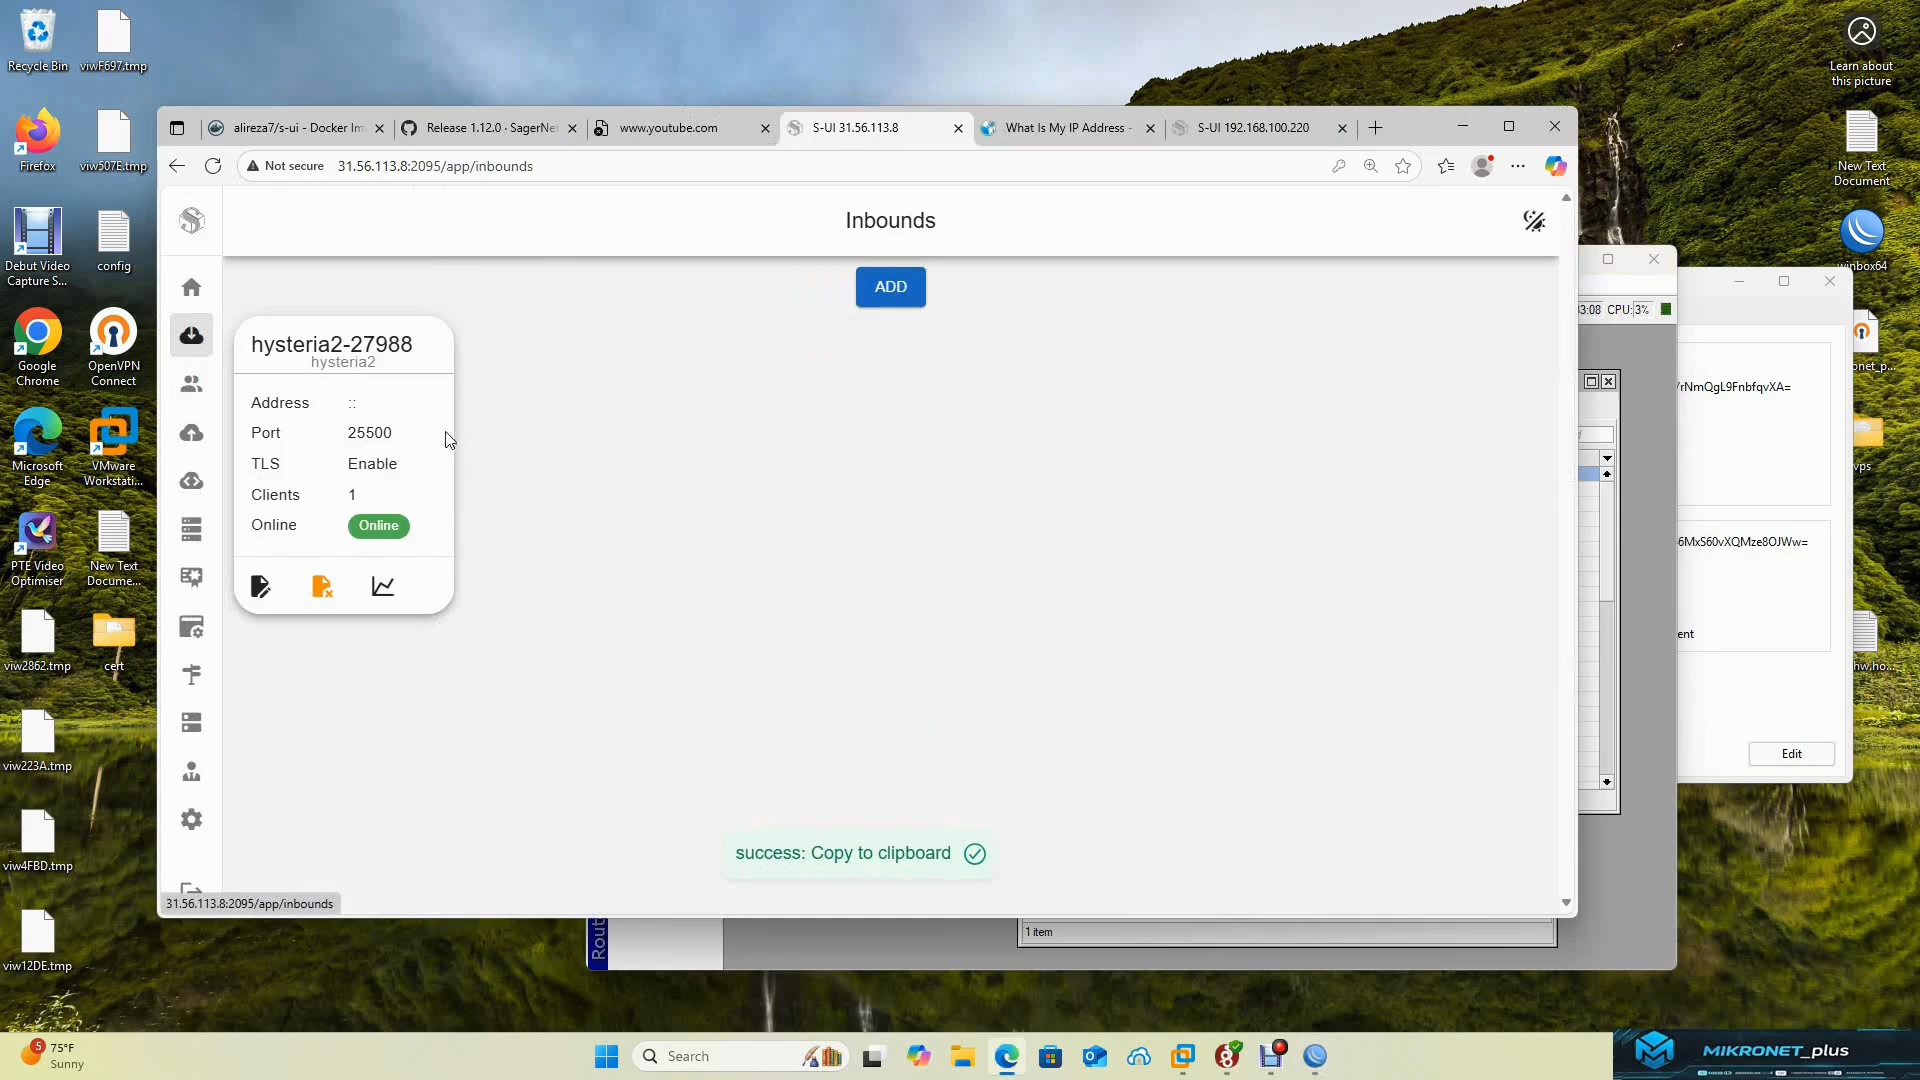 Recycle Bin
viwF697.tmp
Firefox
viw507E.tmp
Debut Video
Capture S...
config
Google
Chrome
OpenVPN
Connect
Microsoft
Edge
VMware
Workstati...
PTE Video
Optimiser
New Text
Docume...
viw2862.tmp
cert
viw223A.tmp
viw4FBD.tmp
viw12DE.tmp
Learn about
this picture
New Text
Document
winbox64
onet_p...
vps
hw.ho...
alireza7/s-ui - Docker Im
Release 1.12.0 · SagerNe
www.youtube.com
S-UI 31.56.113.8
What Is My IP Address -
S-UI 192.168.100.220
Not secure
31.56.113.8:2095/app/inbounds
Inbounds
ADD
hysteria2-27988
hysteria2
Address ::
Port 25500
TLS Enable
Clients 1
Online Online
success: Copy to clipboard
31.56.113.8:2095/app/inbounds
3:08 CPU: 3%
rNmQgL9FnbfqvXA=
6MxS60vXQMze8OJWw=
ent
Edit
Rout
1 item
5
75°F
Sunny
Search
MIKRONET_plus